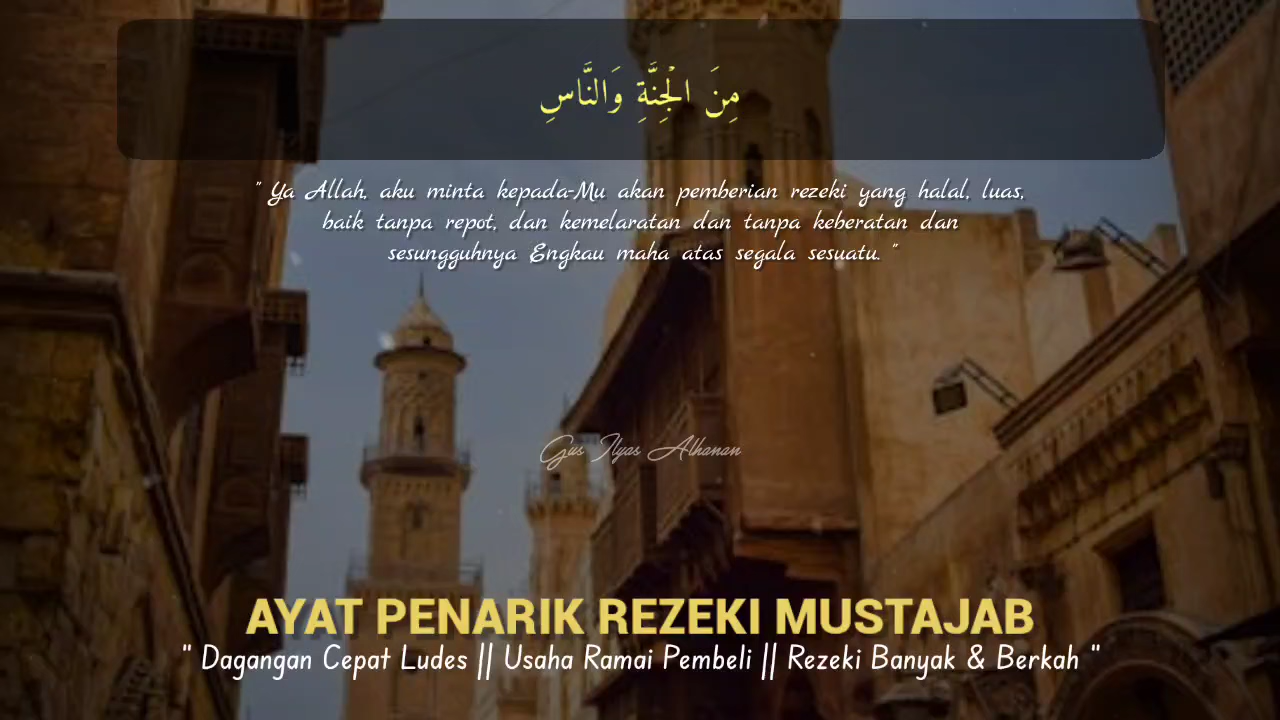 مِنَ الْجِنَّةِ وَالنَّاسِ
" Ya Allah, aku minta kepada-Mu akan pemberian rezeki yang halal, luas,
baik tanpa repot, dan kemelaratan dan tanpa keberatan dan
sesungguhnya Engkau maha atas segala sesuatu. "
Gus Ilyas Alhanan
AYAT PENARIK REZEKI MUSTAJAB
" Dagangan Cepat Ludes || Usaha Ramai Pembeli || Rezeki Banyak & Berkah "